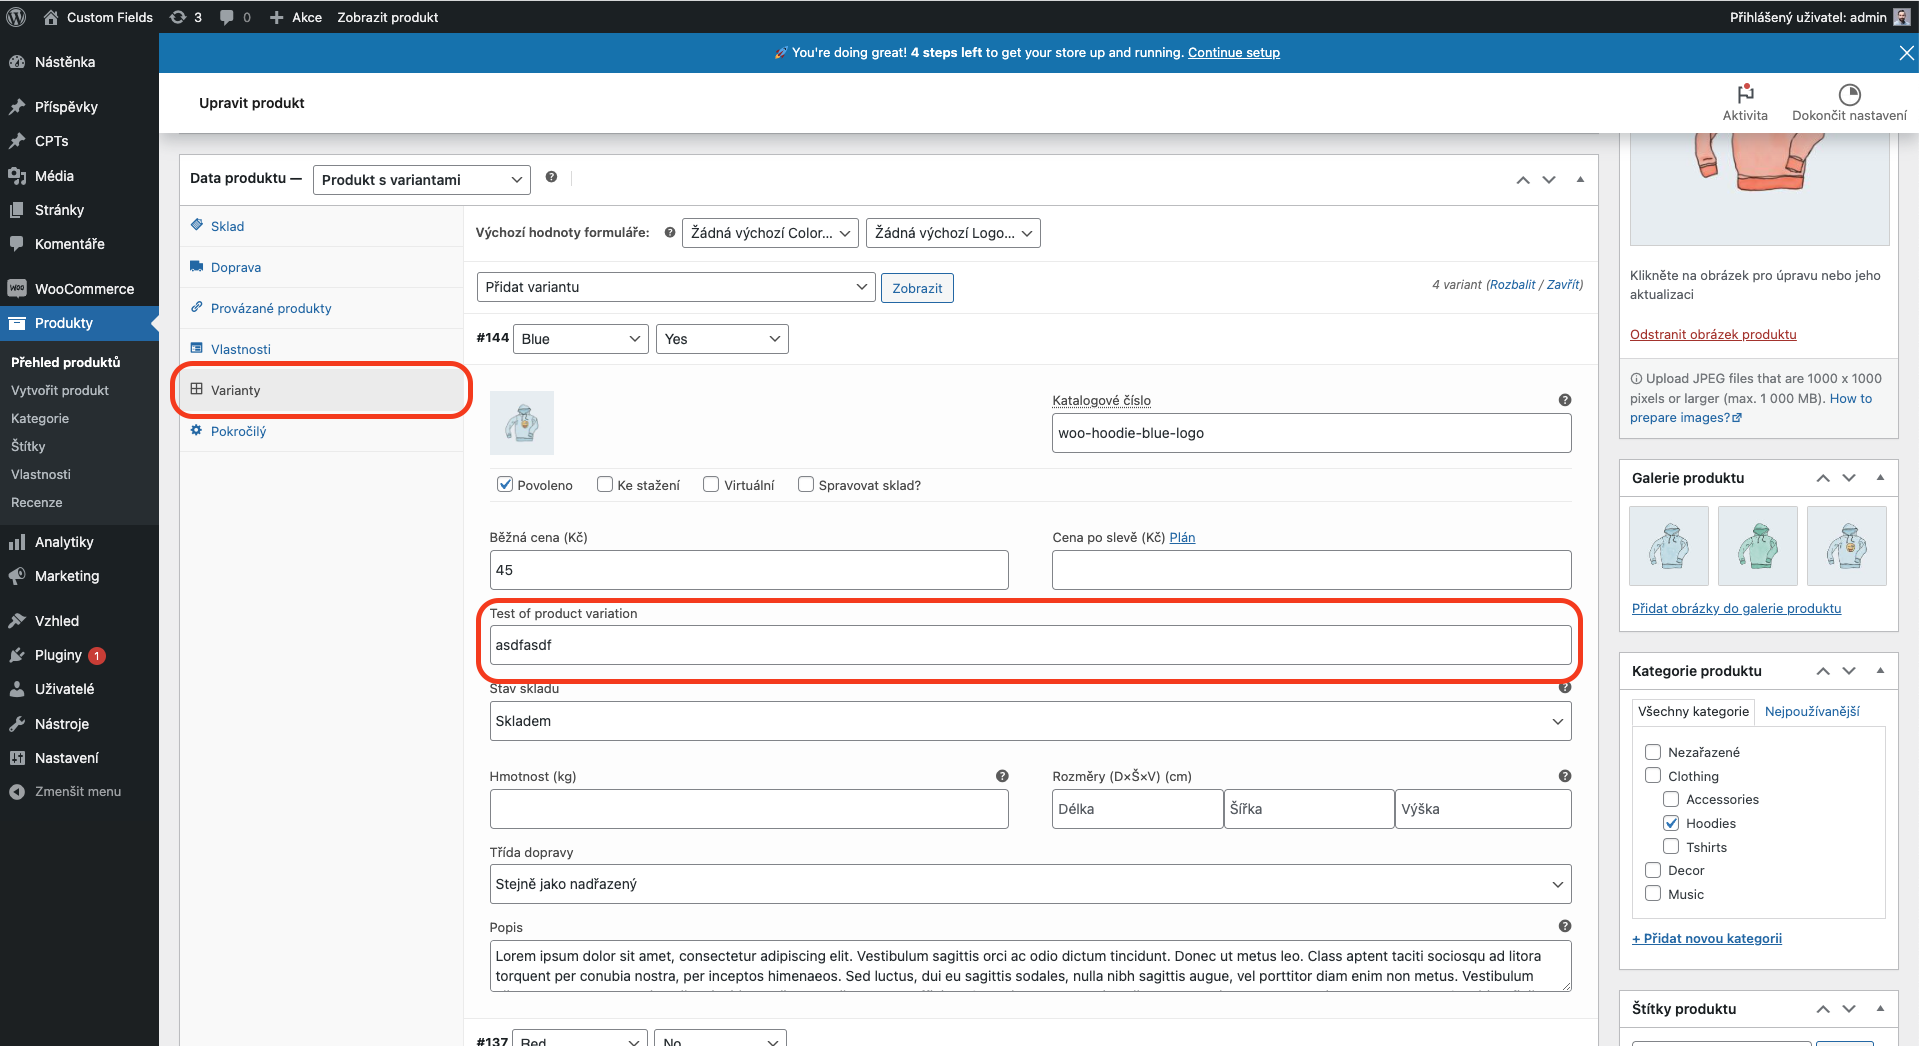 Custom Fields 3 0 Akce Zobrazit produkt Přihlášený uživatel: admin
🚀 You're doing great! 4 steps left to get your store up and running. Continue setup
Nástěnka
Příspěvky
CPTs
Média
Stránky
Komentáře
WooCommerce
Produkty
Přehled produktů
Vytvořit produkt
Kategorie
Štítky
Vlastnosti
Recenze
Analytiky
Marketing
Vzhled
Pluginy 1
Uživatelé
Nástroje
Nastavení
Zmenšit menu
Upravit produkt
Aktivita
Dokončit nastavení
Data produktu — Produkt s variantami
Sklad
Doprava
Provázané produkty
Vlastnosti
Varianty
Pokročilý
Výchozí hodnoty formuláře: Žádná výchozí Color... Žádná výchozí Logo...
Přidat variantu Zobrazit 4 variant (Rozbalit / Zavřít)
#144 Blue Yes
Katalogové číslo
woo-hoodie-blue-logo
Povoleno Ke stažení Virtuální Spravovat sklad?
Běžná cena (Kč) Cena po slevě (Kč) Plán
45
Test of product variation
asdfasdf
Stav skladu
Skladem
Hmotnost (kg) Rozměry (D×Š×V) (cm)
Délka Šířka Výška
Třída dopravy
Stejně jako nadřazený
Popis
Lorem ipsum dolor sit amet, consectetur adipiscing elit. Vestibulum sagittis orci ac odio dictum tincidunt. Donec ut metus leo. Class aptent taciti sociosqu ad litora
torquent per conubia nostra, per inceptos himenaeos. Sed luctus, dui eu sagittis sodales, nulla nibh sagittis augue, vel porttitor diam enim non metus. Vestibulum
#137 Red No
Klikněte na obrázek pro úpravu nebo jeho
aktualizaci
Odstranit obrázek produktu
Upload JPEG files that are 1000 x 1000
pixels or larger (max. 1 000 MB). How to
prepare images?
Galerie produktu
Přidat obrázky do galerie produktu
Kategorie produktu
Všechny kategorie Nejpoužívanější
Nezařazené
Clothing
Accessories
Hoodies
Tshirts
Decor
Music
+ Přidat novou kategorii
Štítky produktu